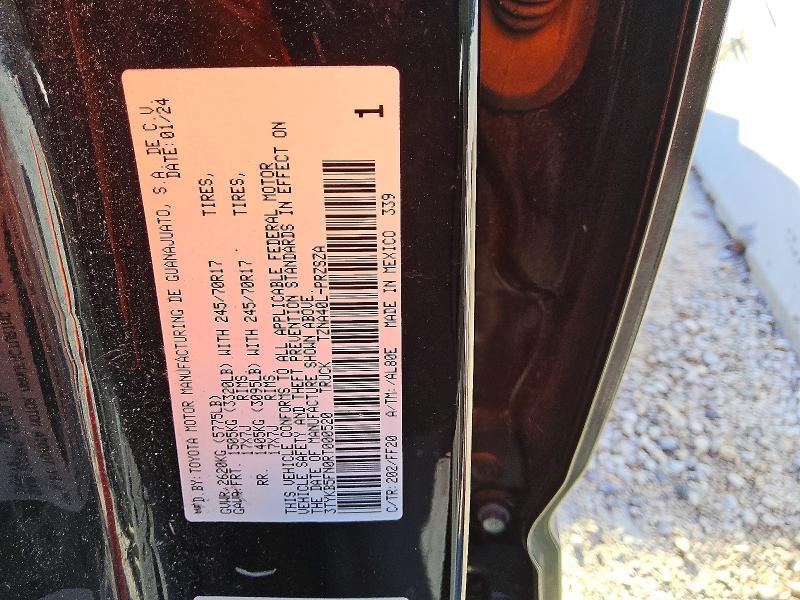 MF'D BY:TOYOTA MOTOR MANUFACTURING DE GUANAJUATO, S.A. DE C.V.
DATE:01/24
GVWR:2620KG (5775LB)
GAWR/FRT. 1505KG (3320LB) WITH 245/70R17 TIRES,
17X7J RIMS,
RR. 1405KG (3095LB) WITH 245/70R17 TIRES,
17X7J RIMS.
THIS VEHICLE CONFORMS TO ALL APPLICABLE FEDERAL MOTOR
VEHICLE SAFETY AND THEFT PREVENTION STANDARDS IN EFFECT ON
THE DATE OF MANUFACTURE SHOWN ABOVE.
3TYKB5FN0RT000520 TRUCK TZNA40L-PRZSZA
C/TR:202/FF20 A/TM:-/AL80E MADE IN MEXICO 339
1